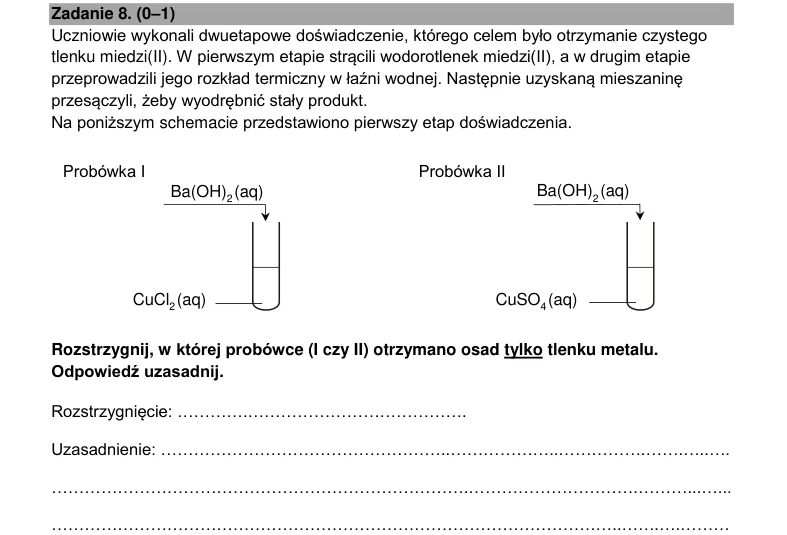 Zadanie 8. (0–1)
Uczniowie wykonali dwuetapowe doświadczenie, którego celem było otrzymanie czystego
tlenku miedzi(II). W pierwszym etapie strącili wodorotlenek miedzi(II), a w drugim etapie
przeprowadzili jego rozkład termiczny w łaźni wodnej. Następnie uzyskaną mieszaninę
przesączyli, żeby wyodrębnić stały produkt.
Na poniższym schemacie przedstawiono pierwszy etap doświadczenia.
Probówka I
Probówka II
Ba(OH)2(aq)
Ba(OH)2(aq)
CuCl2(aq)
CuSO4(aq)
Rozstrzygnij, w której probówce (I czy II) otrzymano osad tylko tlenku metalu.
Odpowiedź uzasadnij.
Rozstrzygnięcie: …………………………………………….
Uzasadnienie: ………………………………………………………………………………………….
……………………………………………………………………………………………………………
……………………………………………………………………………………………………………